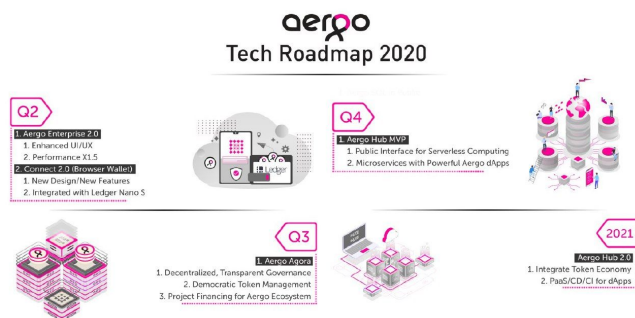 aergo
Tech Roadmap 2020
Q2
1. Aergo Enterprise 2.0
1. Enhanced UI/UX
2. Performance X1.5
2. Connect 2.0 (Browser Wallet)
1. New Design/New Features
2. Integrated with Ledger Nano S
Ledger
Q4
1. Aergo Hub MVP
1. Public Interface for Serverless Computing
2. Microservices with Powerful Aergo dApps
Q3
1. Aergo Agora
1. Decentralized, Transparent Governance
2. Democratic Token Management
3. Project Financing for Aergo Ecosystem
2021
Aergo Hub 2.0
1. Integrate Token Economy
2. PaaS/CD/CI for dApps